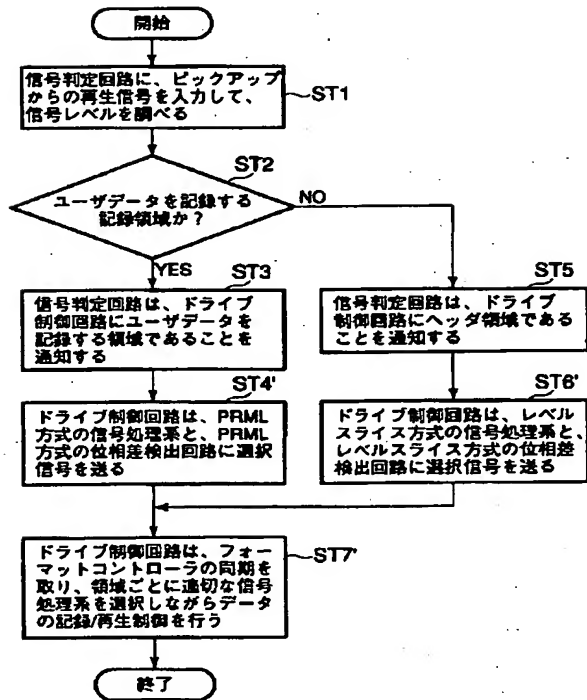 開始
信号判定回路に、ピックアップ
からの再生信号を入力して、
信号レベルを調べる
ST1
ST2
ユーザデータを記録する
記録領域か?
NO
YES
ST3
信号判定回路は、ドライブ
制御回路にユーザデータを
記録する領域であることを
通知する
ST5
信号判定回路は、ドライブ
制御回路にヘッダ領域である
ことを通知する
ST4'
ドライブ制御回路は、PRML
方式の信号処理系と、PRML
方式の位相差検出回路に選択
信号を送る
ST6'
ドライブ制御回路は、レベル
スライス方式の信号処理系と、
レベルスライス方式の位相差
検出回路に選択信号を送る
ドライブ制御回路は、フォー
マットコントローラの同期を
取り、領域ごとに適切な信号
処理系を選択しながらデータ
の記録/再生制御を行う
ST7'
終了